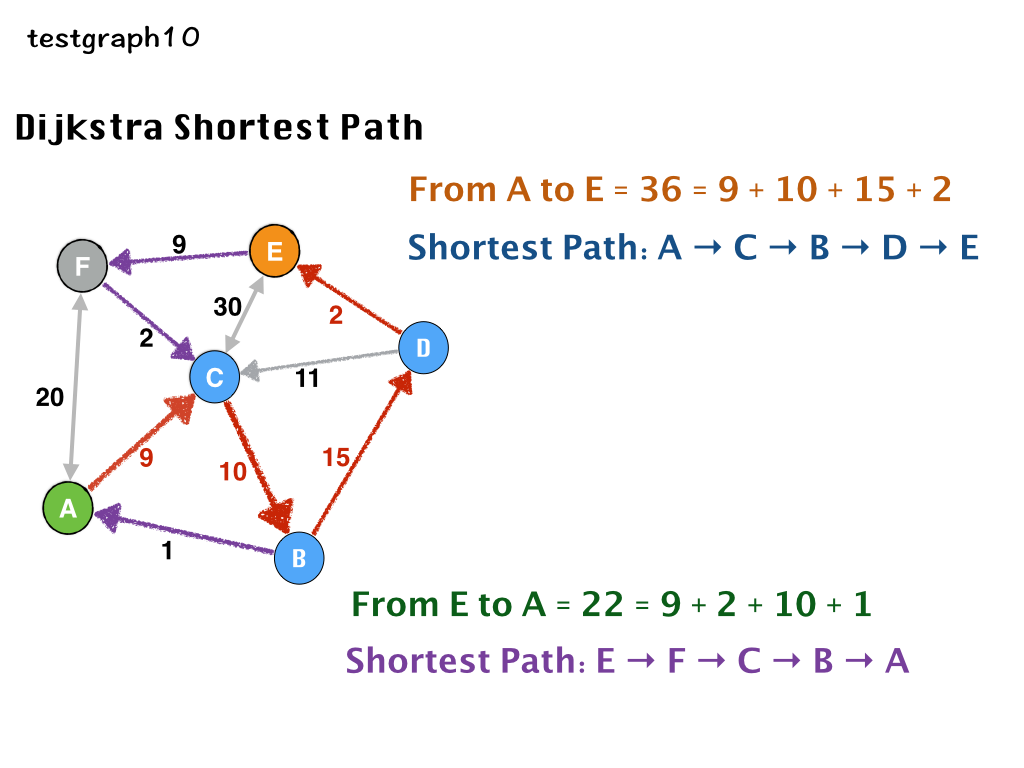 testgraph10
Dijkstra Shortest Path
From A to E = 36 = 9 + 10 + 15 + 2
Shortest Path: A → C → B → D → E
9
E
F
30
2
2
D
C
11
20
9
10
15
A
1
B
From E to A = 22 = 9 + 2 + 10 + 1
Shortest Path: E → F → C → B → A